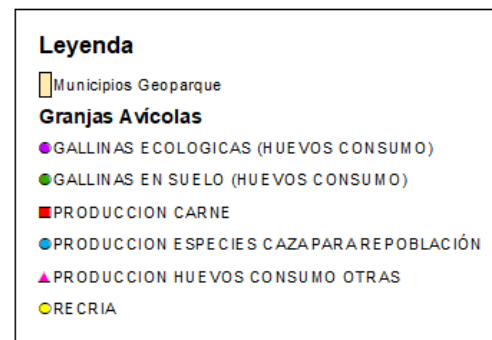 Leyenda
Municipios Geoparque
Granjas Avícolas
GALLINAS ECOLOGICAS (HUEVOS CONSUMO)
GALLINAS EN SUELO (HUEVOS CONSUMO)
PRODUCCION CARNE
PRODUCCION ESPECIES CAZA PARA REPOBLACIÓN
PRODUCCION HUEVOS CONSUMO OTRAS
RECRIA